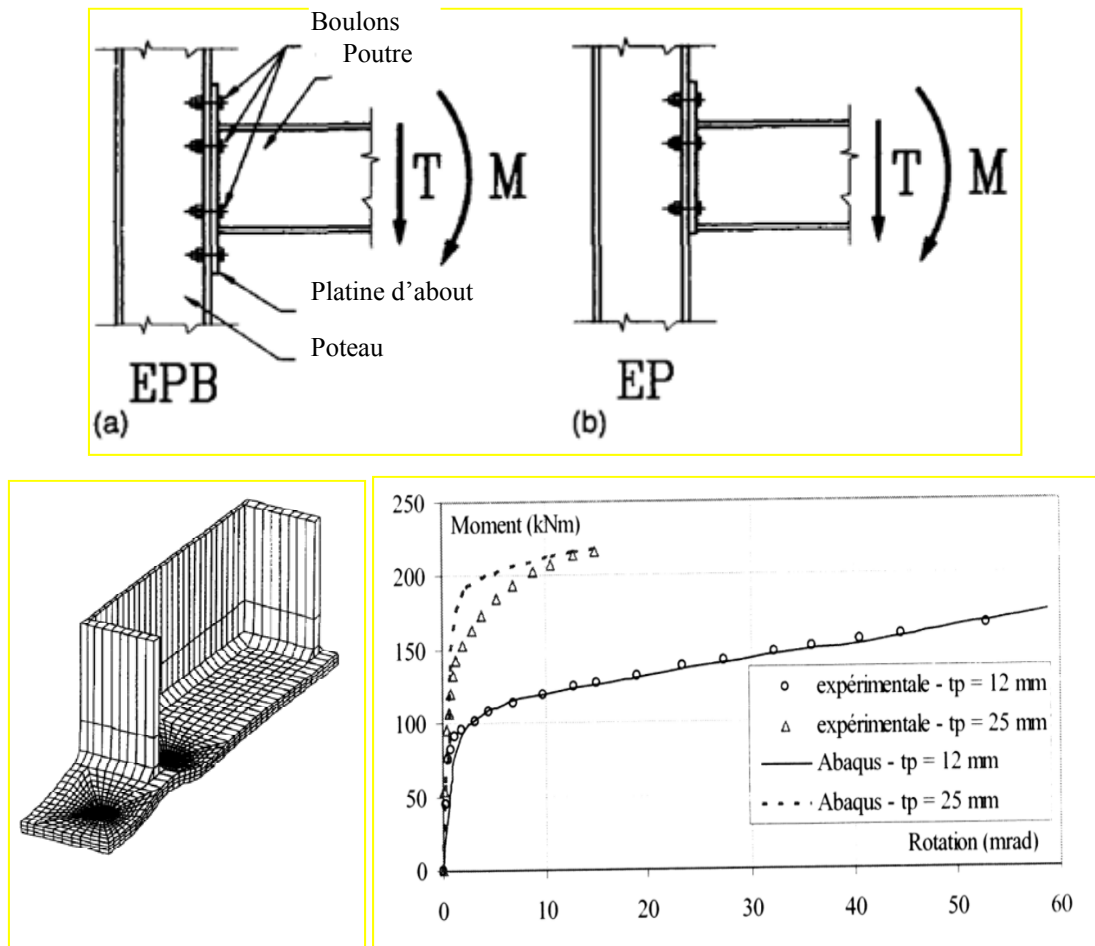 Boulons
Poutre
T
M
T
M
Platine d'about
Poteau
EPB
EP
(a)
(b)
250
200
150
100
50
0
Moment (kNm)
expérimentale - tp = 12 mm
expérimentale - tp = 25 mm
Abaqus - tp = 12 mm
Abaqus - tp = 25 mm
Rotation (mrad)
0
10
20
30
40
50
60